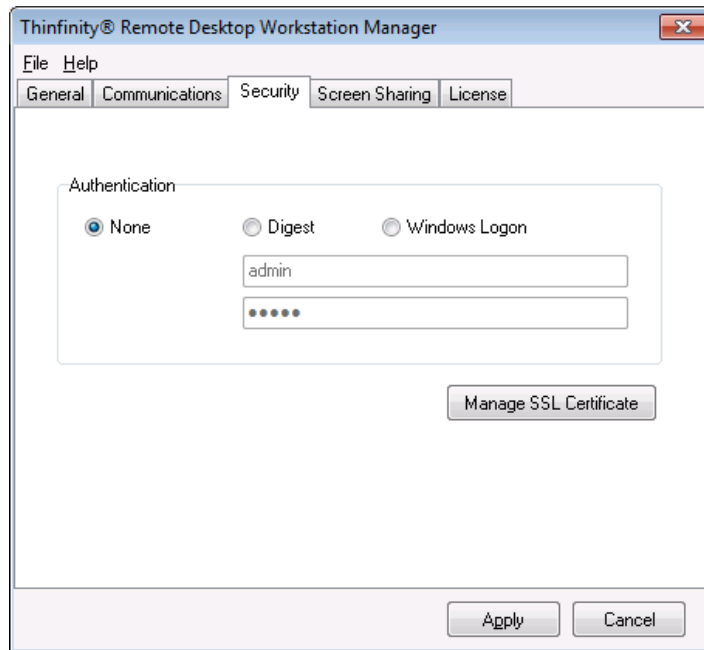 Thinfinity® Remote Desktop Workstation Manager
File Help
General Communications Security Screen Sharing License
Authentication
None Digest Windows Logon
admin
•••••
Manage SSL Certificate
Apply Cancel